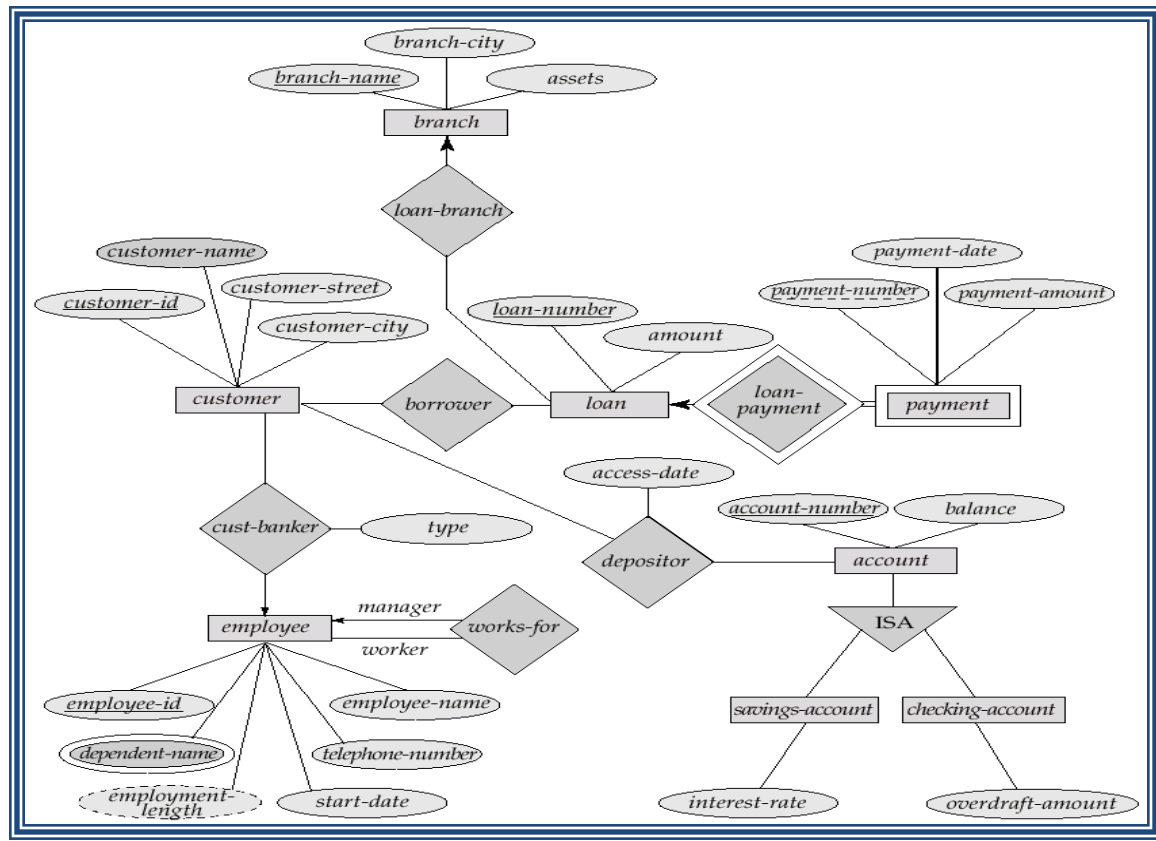 branch-city
branch-name
assets
branch
loan-branch
customer-name
customer-street
customer-id
customer-city
payment-date
payment-number
payment-amount
loan-number
amount
customer
borrower
loan
loan-
payment
payment
access-date
cust-banker
type
account-number
balance
depositor
account
manager
employee
works-for
worker
ISA
employee-id
employee-name
savings-account
checking-account
dependent-name
telephone-number
employment-
length
start-date
interest-rate
overdraft-amount